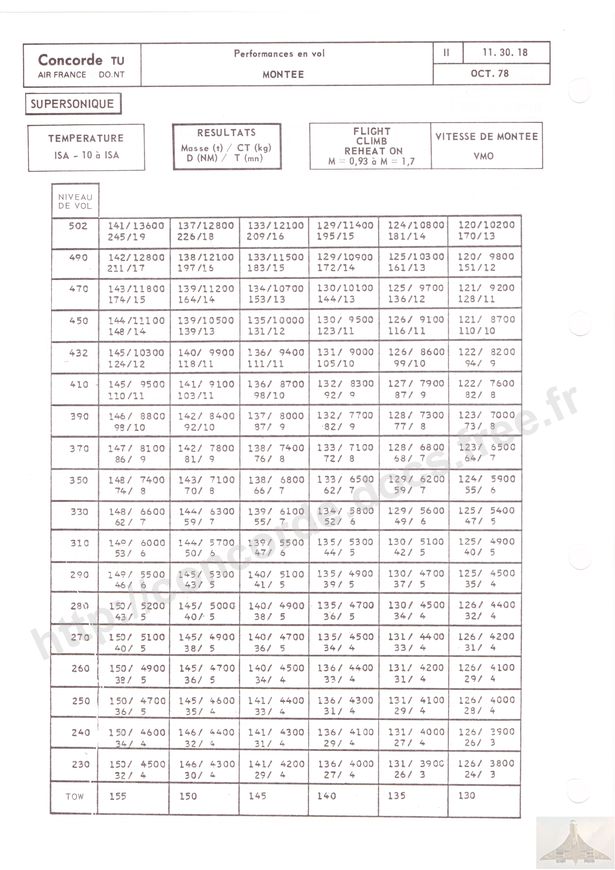 Concorde TU
AIR FRANCE DO.NT
Performances en vol
MONTEE
II 11. 30. 18
OCT. 78
SUPERSONIQUE
TEMPERATURE
ISA - 10 à ISA
RESULTATS
Masse (t) / CT (kg)
D (NM) / T (mn)
FLIGHT
CLIMB
REHEAT ON
M = 0,93 à M = 1,7
VITESSE DE MONTEE
VMO
NIVEAU
DE VOL
502 141/13600 137/12800 133/12100 129/11400 124/10800 120/10200
245/19 226/18 209/16 195/15 181/14 170/13
490 142/12800 138/12100 133/11500 129/10900 125/10300 120/ 9800
211/17 197/16 183/15 172/14 161/13 151/12
470 143/11800 139/11200 134/10700 130/10100 125/ 9700 121/ 9200
174/15 164/14 153/13 144/13 136/12 128/11
450 144/11100 139/10500 135/10000 130/ 9500 126/ 9100 121/ 8700
148/14 139/13 131/12 123/11 116/11 110/10
432 145/10300 140/ 9900 136/ 9400 131/ 9000 126/ 8600 122/ 8200
124/12 118/11 111/11 105/10 99/10 94/ 9
410 145/ 9500 141/ 9100 136/ 8700 132/ 8300 127/ 7900 122/ 7600
110/11 103/11 98/10 92/ 9 87/ 9 82/ 8
390 146/ 8800 142/ 8400 137/ 8000 132/ 7700 128/ 7300 123/ 7000
98/10 92/10 87/ 9 82/ 9 77/ 8 73/ 8
370 147/ 8100 142/ 7800 138/ 7400 133/ 7100 128/ 6800 123/ 6500
86/ 9 81/ 9 76/ 8 72/ 8 68/ 7 64/ 7
350 148/ 7400 143/ 7100 138/ 6800 133/ 6500 129/ 6200 124/ 5900
74/ 8 70/ 8 66/ 7 62/ 7 59/ 7 55/ 6
330 148/ 6600 144/ 6300 139/ 6100 134/ 5800 129/ 5600 125/ 5400
62/ 7 59/ 7 55/ 7 52/ 6 49/ 6 47/ 5
310 149/ 6000 144/ 5700 139/ 5500 135/ 5300 130/ 5100 125/ 4900
53/ 6 50/ 6 47/ 6 44/ 5 42/ 5 40/ 5
290 149/ 5500 145/ 5300 140/ 5100 135/ 4900 130/ 4700 125/ 4500
46/ 6 43/ 5 41/ 5 39/ 5 37/ 5 35/ 4
280 150/ 5200 145/ 5000 140/ 4900 135/ 4700 130/ 4500 126/ 4400
43/ 5 40/ 5 38/ 5 36/ 5 34/ 4 32/ 4
270 150/ 5100 145/ 4900 140/ 4700 135/ 4500 131/ 4400 126/ 4200
40/ 5 38/ 5 36/ 5 34/ 4 33/ 4 31/ 4
260 150/ 4900 145/ 4700 140/ 4500 136/ 4400 131/ 4200 126/ 4100
38/ 5 36/ 5 34/ 4 33/ 4 31/ 4 29/ 4
250 150/ 4700 145/ 4600 141/ 4400 136/ 4300 131/ 4100 126/ 4000
36/ 5 35/ 4 33/ 4 31/ 4 29/ 4 28/ 4
240 150/ 4600 146/ 4400 141/ 4300 136/ 4100 131/ 4000 126/ 3900
34/ 4 32/ 4 31/ 4 29/ 4 27/ 4 26/ 3
230 150/ 4500 146/ 4300 141/ 4200 136/ 4000 131/ 3900 126/ 3800
32/ 4 30/ 4 29/ 4 27/ 4 26/ 3 24/ 3
TOW 155 150 145 140 135 130
http://concorde.docs.free.fr